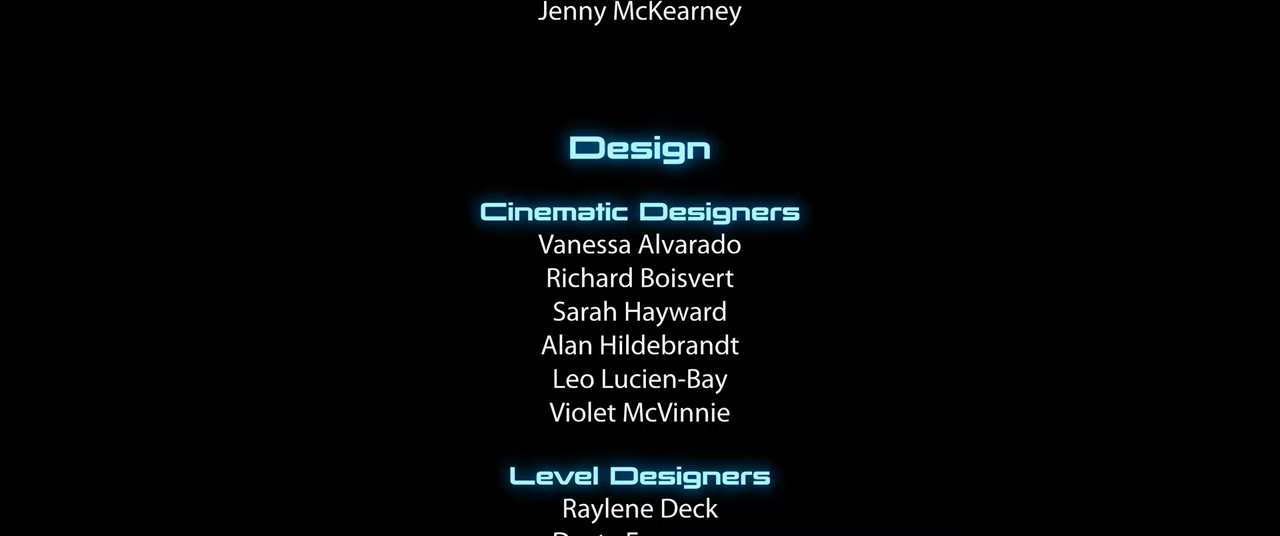 Jenny McKearney
Design
Cinematic Designers
Vanessa Alvarado
Richard Boisvert
Sarah Hayward
Alan Hildebrandt
Leo Lucien-Bay
Violet McVinnie
Level Designers
Raylene Deck